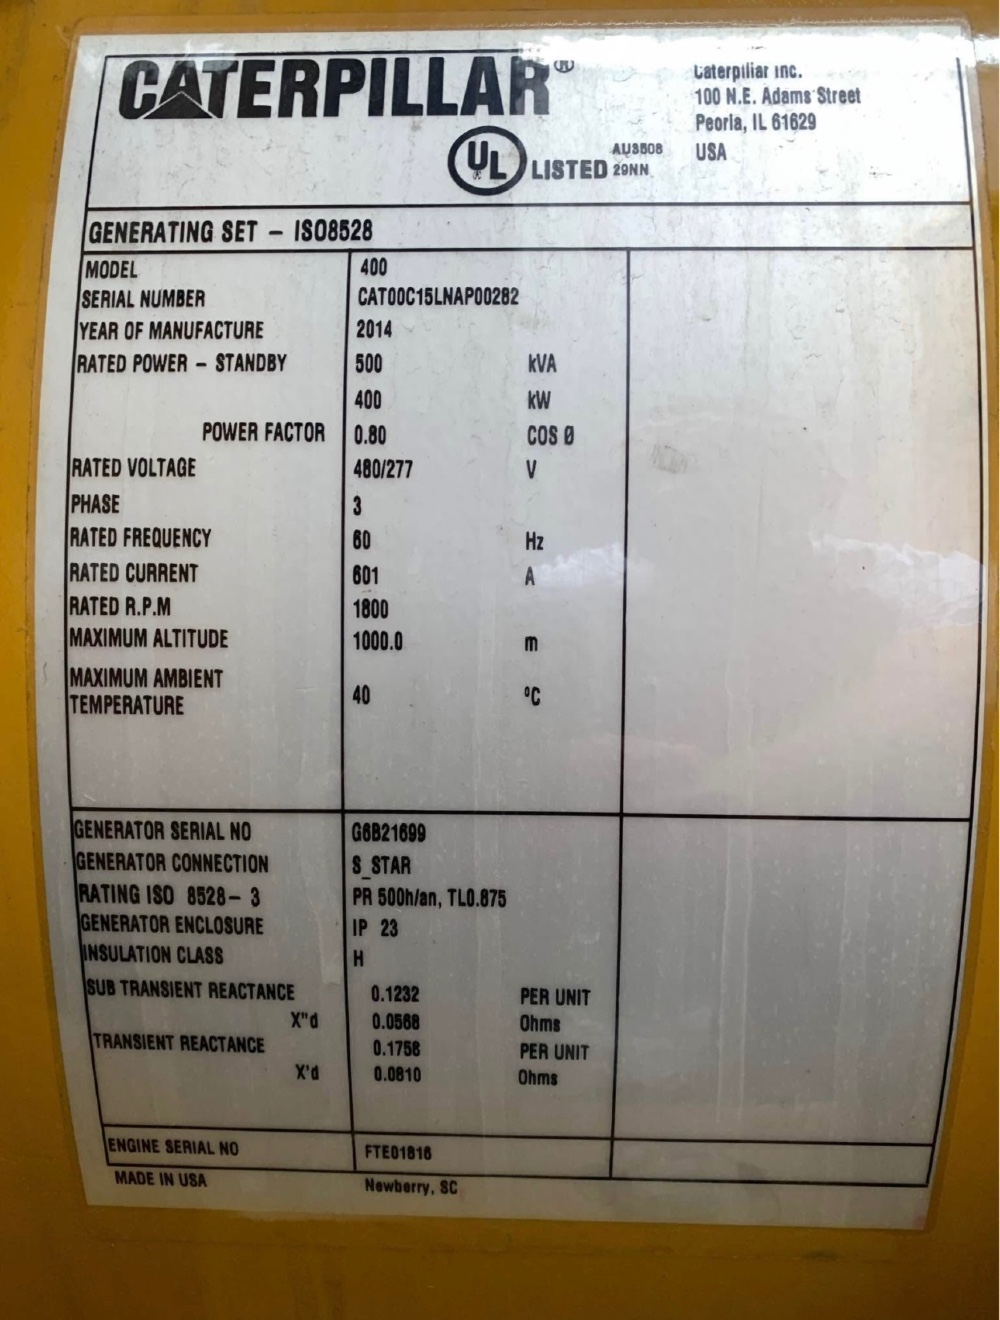 CATERPILLAR®
Caterpillar Inc.
100 N.E. Adams Street
Peoria, IL 61629
USA
UL LISTED AU3508
29NN
GENERATING SET – ISO8528
MODEL 400
SERIAL NUMBER CAT00C15LNAP00282
YEAR OF MANUFACTURE 2014
RATED POWER – STANDBY 500 kVA
400 kW
POWER FACTOR 0.80 COS Ø
RATED VOLTAGE 480/277 V
PHASE 3
RATED FREQUENCY 60 Hz
RATED CURRENT 601 A
RATED R.P.M 1800
MAXIMUM ALTITUDE 1000.0 m
MAXIMUM AMBIENT
TEMPERATURE 40 °C
GENERATOR SERIAL NO G6B21699
GENERATOR CONNECTION S_STAR
RATING ISO 8528– 3 PR 500h/an, TL0.875
GENERATOR ENCLOSURE IP 23
INSULATION CLASS H
SUB TRANSIENT REACTANCE 0.1232 PER UNIT
X"d 0.0568 Ohms
TRANSIENT REACTANCE 0.1758 PER UNIT
X'd 0.0810 Ohms
ENGINE SERIAL NO FTE01816
MADE IN USA Newberry, SC